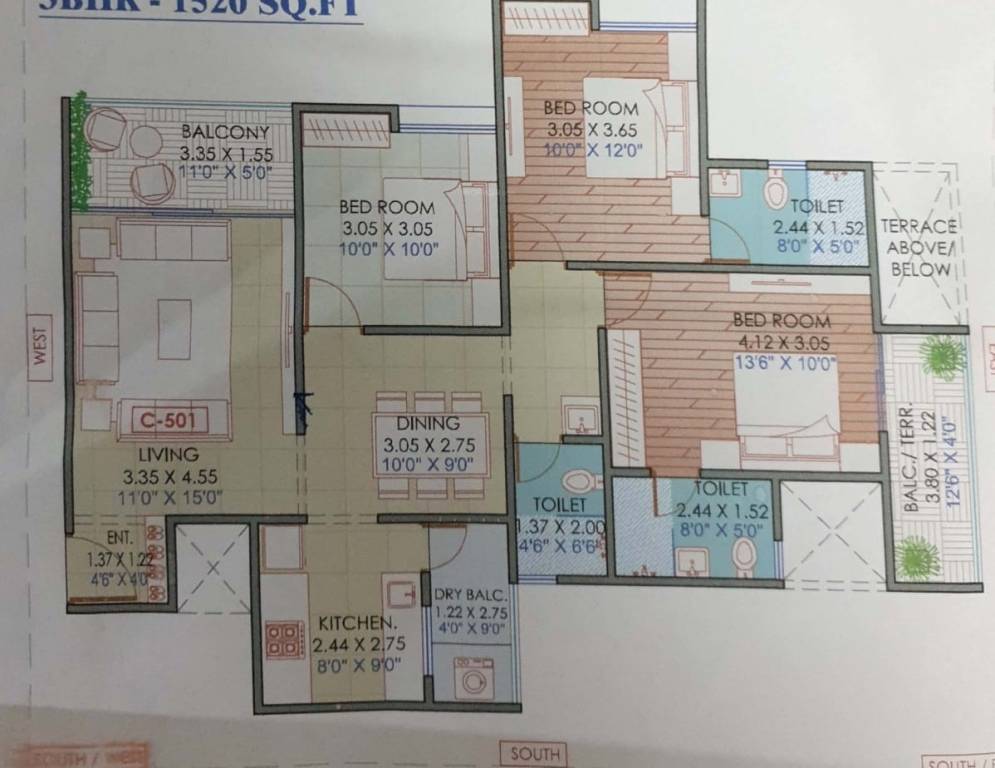 3BHK - 1520 SQ.FT
BED ROOM
3.05 X 3.65
10'0" X 12'0"
BALCONY
3.35 X 1.55
11'0" X 5'0"
BED ROOM
3.05 X 3.05
10'0" X 10'0"
TOILET
2.44 X 1.52
8'0" X 5'0"
TERRACE
ABOVE/
BELOW
WEST
BED ROOM
4.12 X 3.05
13'6" X 10'0"
C-501
LIVING
3.35 X 4.55
11'0" X 15'0"
DINING
3.05 X 2.75
10'0" X 9'0"
BALC./TERR.
3.80 X 1.22
12'6" X 4'0"
TOILET
1.37 X 2.00
4'6" X 6'6"
TOILET
2.44 X 1.52
8'0" X 5'0"
ENT.
1.37 X 1.22
4'6" X 4'0"
KITCHEN.
2.44 X 2.75
8'0" X 9'0"
DRY BALC.
1.22 X 2.75
4'0" X 9'0"
SOUTH / WEST
SOUTH
SOUTH /